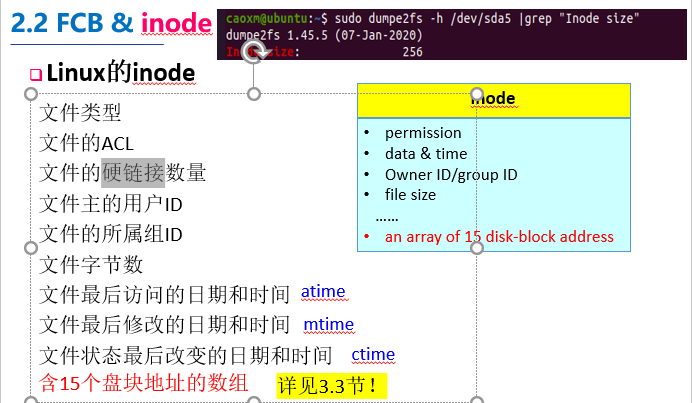 2.2 FCB & inode
caoxm@ubuntu:~$ sudo dumpe2fs -h /dev/sda5 |grep "Inode size"
dumpe2fs 1.45.5 (07-Jan-2020)
Inode size: 256
Linux的inode
文件类型
文件的ACL
文件的硬链接数量
文件主的用户ID
文件的所属组ID
文件字节数
文件最后访问的日期和时间 atime
文件最后修改的日期和时间 mtime
文件状态最后改变的日期和时间 ctime
含15个盘块地址的数组 详见3.3节！
inode
• permission
• data & time
• Owner ID/group ID
• file size
……
• an array of 15 disk-block address